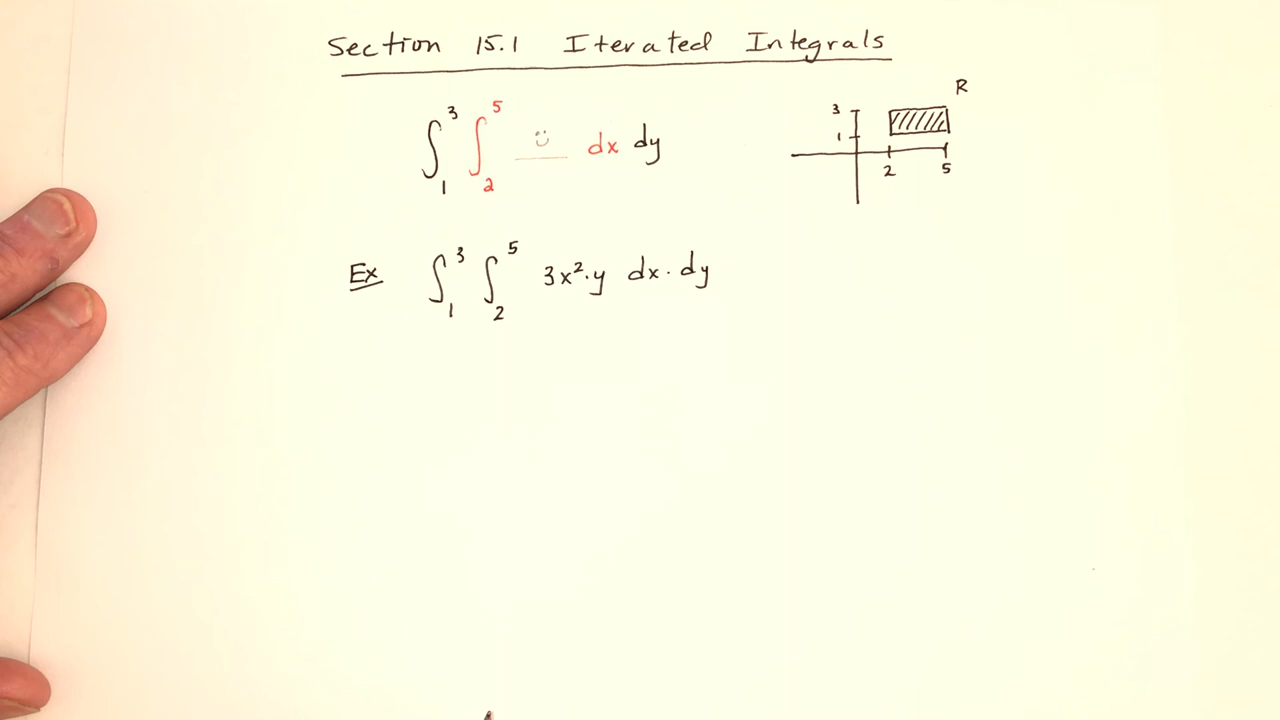 Section 15.1 Iterated Integrals
∫₁³ ∫₂⁵ ☺ dx dy
R
3
1
2 5
Ex ∫₁³ ∫₂⁵ 3x²·y dx·dy